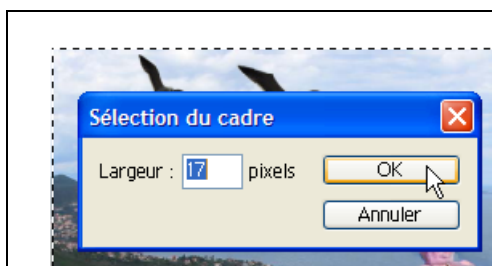 Sélection du cadre
Largeur : 17 pixels
OK
Annuler